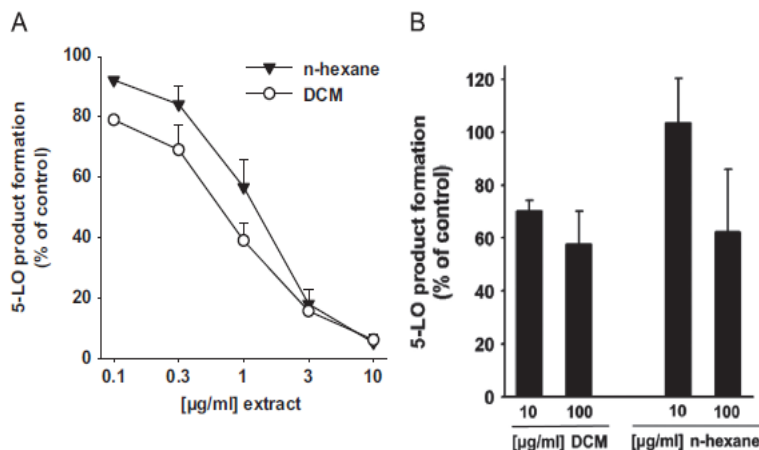 A
5-LO product formation
(% of control)
100
80
60
40
20
0
n-hexane
DCM
0.1 0.3 1 3 10
[µg/ml] extract
B
5-LO product formation
(% of control)
120
100
80
60
40
20
0
10 100 10 100
[µg/ml] DCM [µg/ml] n-hexane